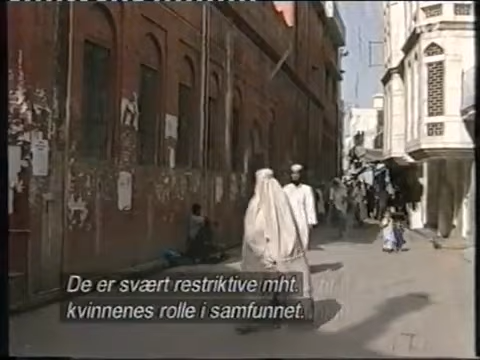 De er svært restriktive mht.
kvinnenes rolle i samfunnet.